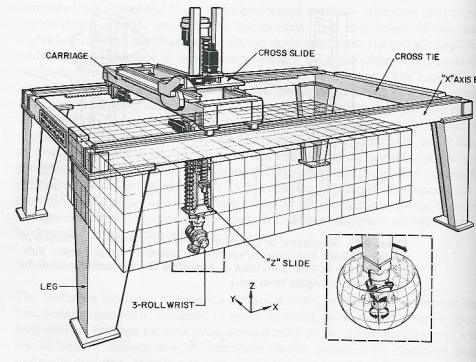 CARRIAGE
CROSS SLIDE
CROSS TIE
"X" AXIS
"Z" SLIDE
LEG
3-ROLL WRIST
Z
Y
X